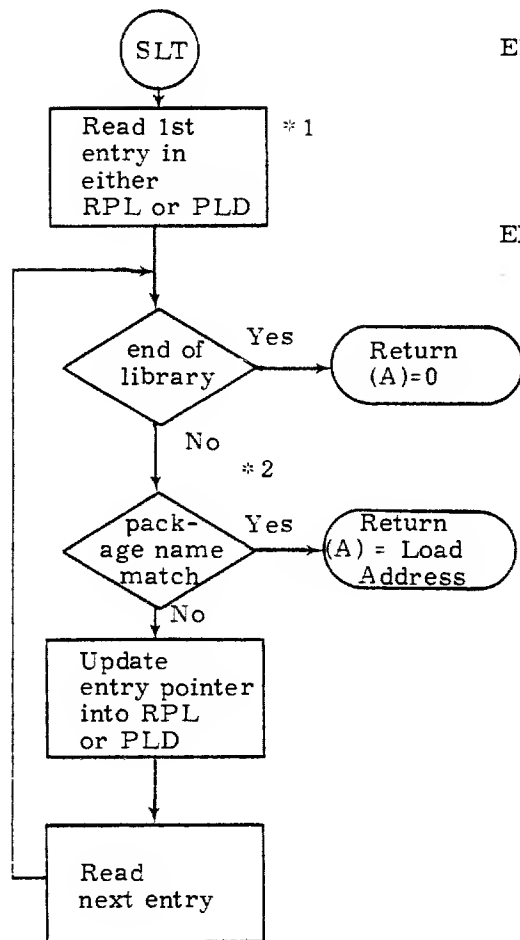 SLT
Read 1st
entry in
either
RPL or PLD
*1
end of
library
Yes
Return
(A)=0
No
*2
pack-
age name
match
Yes
Return
(A) = Load
Address
No
Update
entry pointer
into RPL
or PLD
Read
next entry